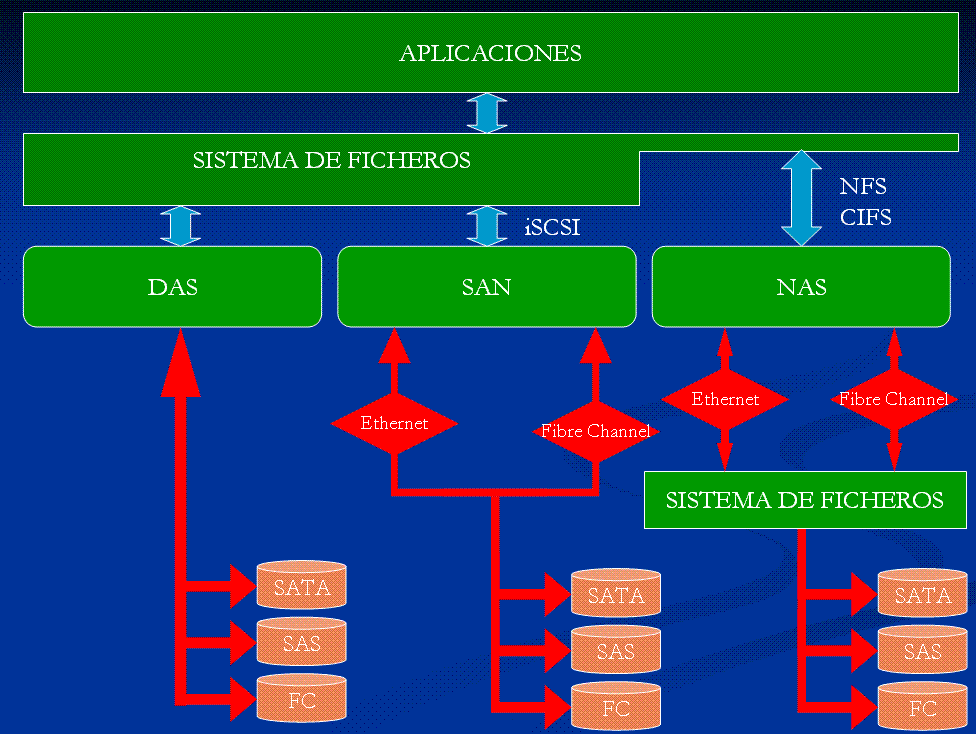 APLICACIONES
SISTEMA DE FICHEROS
NFS
CIFS
iSCSI
DAS
SAN
NAS
Ethernet
Fibre Channel
Ethernet
Fibre Channel
SISTEMA DE FICHEROS
SATA
SAS
FC
SATA
SAS
FC
SATA
SAS
FC